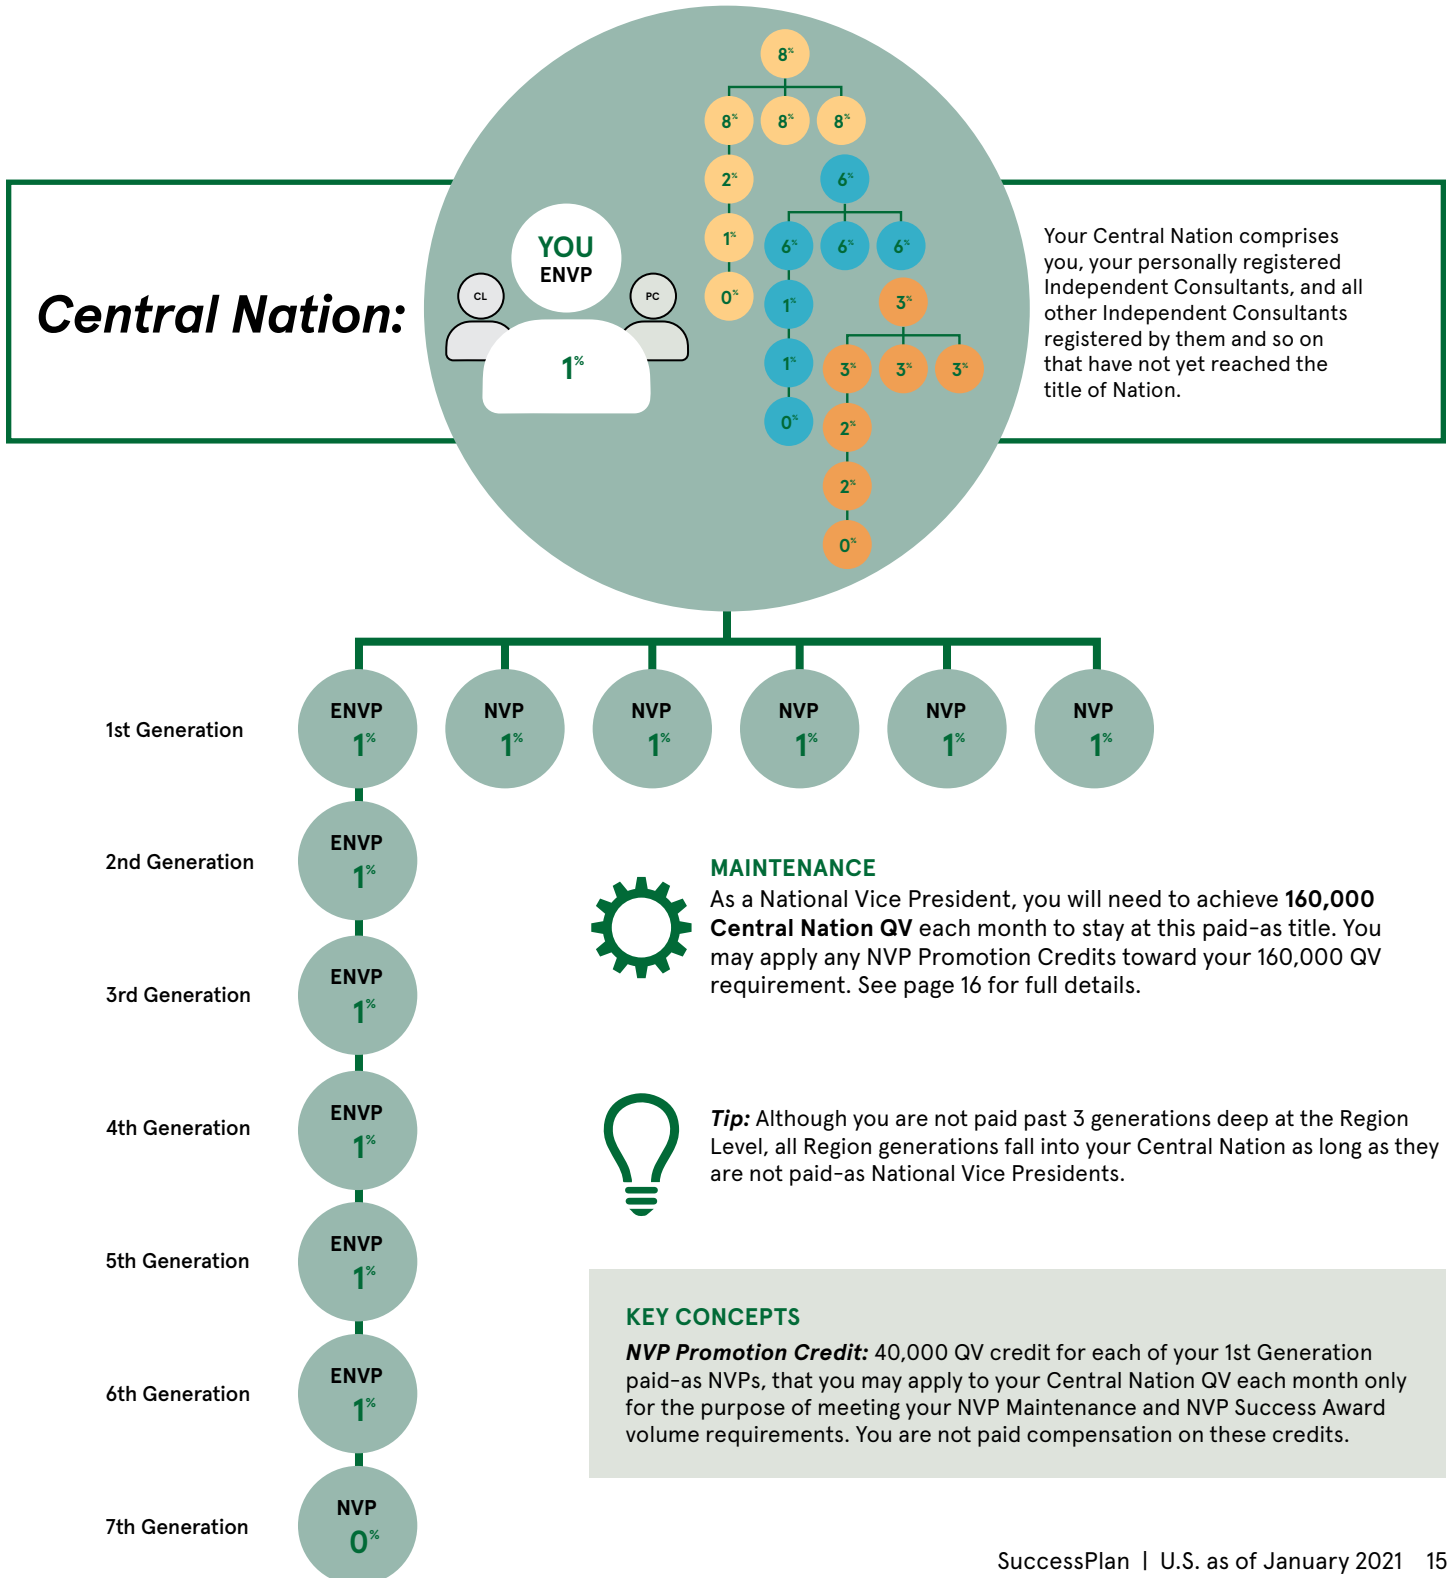 8%
8% 8% 8%
2% 6%
1% 6% 6% 6%
YOU
ENVP
CL PC
1%
0% 1% 3%
1% 3% 3% 3%
0% 2%
2%
0%
Central Nation:
Your Central Nation comprises
you, your personally registered
Independent Consultants, and all
other Independent Consultants
registered by them and so on
that have not yet reached the
title of Nation.
1st Generation
ENVP NVP NVP NVP NVP NVP
1% 1% 1% 1% 1% 1%
2nd Generation
ENVP
1%
3rd Generation
ENVP
1%
4th Generation
ENVP
1%
5th Generation
ENVP
1%
6th Generation
ENVP
1%
7th Generation
NVP
0%
MAINTENANCE
As a National Vice President, you will need to achieve 160,000
Central Nation QV each month to stay at this paid-as title. You
may apply any NVP Promotion Credits toward your 160,000 QV
requirement. See page 16 for full details.
Tip: Although you are not paid past 3 generations deep at the Region
Level, all Region generations fall into your Central Nation as long as they
are not paid-as National Vice Presidents.
KEY CONCEPTS
NVP Promotion Credit: 40,000 QV credit for each of your 1st Generation
paid-as NVPs, that you may apply to your Central Nation QV each month only
for the purpose of meeting your NVP Maintenance and NVP Success Award
volume requirements. You are not paid compensation on these credits.
SuccessPlan | U.S. as of January 2021 15